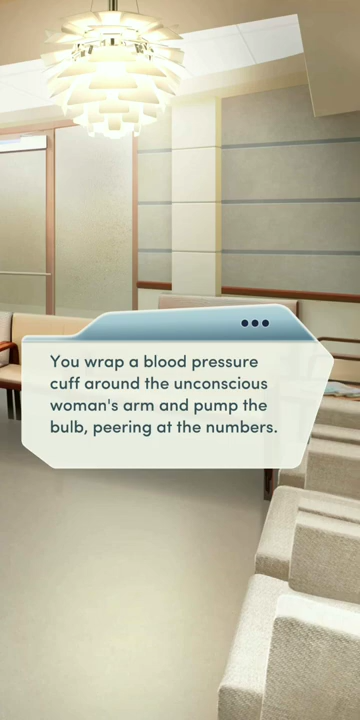 You wrap a blood pressure
cuff around the unconscious
woman's arm and pump the
bulb, peering at the numbers.